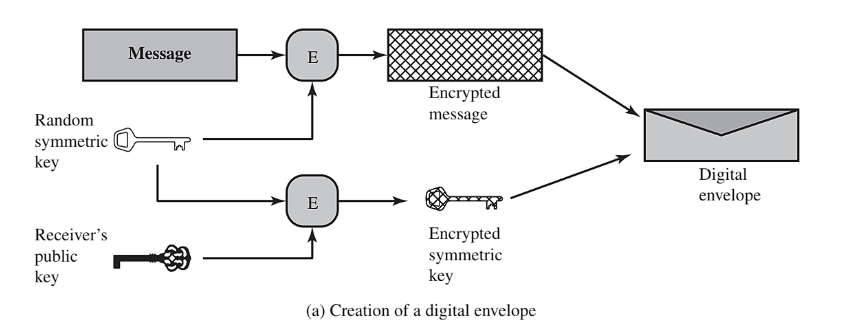 Message
E
Encrypted
message
Random
symmetric
key
Digital
envelope
E
Receiver's
public
key
Encrypted
symmetric
key
(a) Creation of a digital envelope